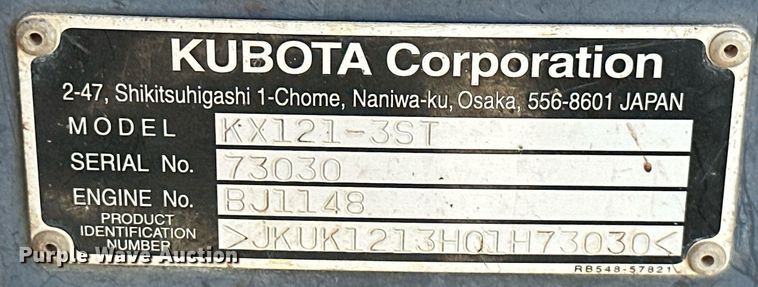 KUBOTA Corporation
2-47, Shikitsuhigashi 1-Chome, Naniwa-ku, Osaka, 556-8601 JAPAN
MODEL KX121-3ST
SERIAL No. 73030
ENGINE No. BJ1148
PRODUCT
IDENTIFICATION
NUMBER >JKUK1213H01H73030<
RB548-57821
Purple Wave Auction